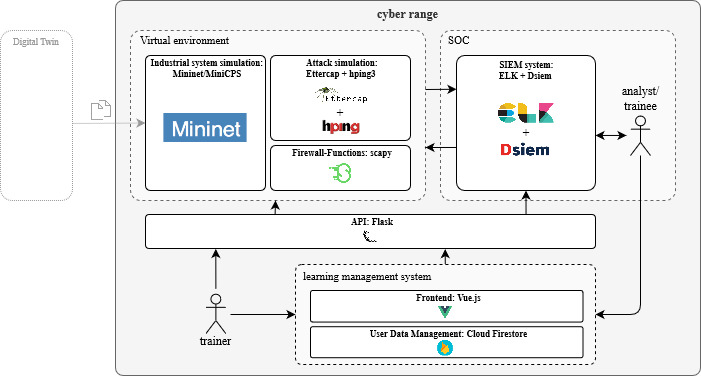 cyber range
Digital Twin
Virtual environment
SOC
Industrial system simulation:
Mininet/MiniCPS
Mininet
Attack simulation:
Ettercap + hping3
Ettercap
+
hping
Firewall-Functions: scapy
SIEM system:
ELK + Dsiem
ELK
+
Dsiem
analyst/
trainee
API: Flask
learning management system
Frontend: Vue.js
User Data Management: Cloud Firestore
trainer